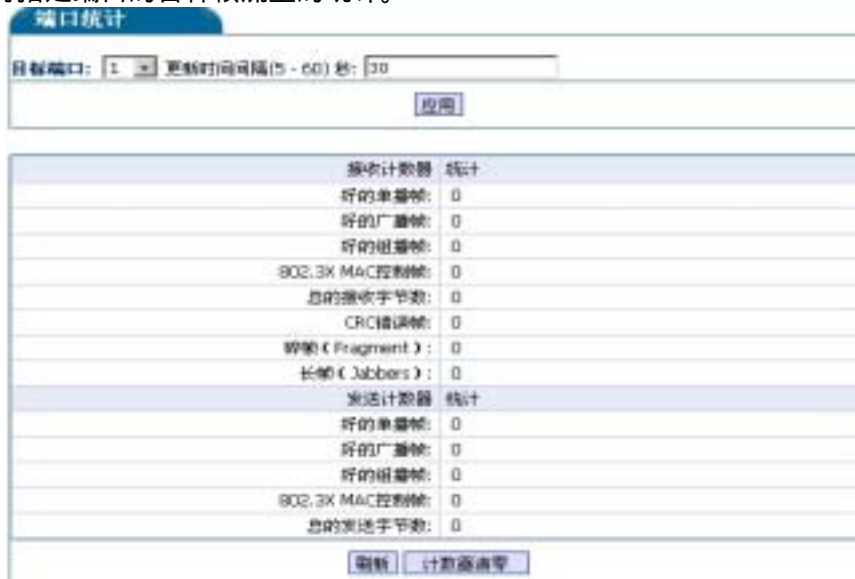 端口统计
目标端口: 1 更新时间间隔(5 - 60) 秒: 30
应用
接收计数器 统计
好的单播帧: 0
好的广播帧: 0
好的组播帧: 0
802.3X MAC控制帧: 0
总的接收字节数: 0
CRC错误帧: 0
碎帧(Fragment): 0
长帧(Jabbers): 0
发送计数器 统计
好的单播帧: 0
好的广播帧: 0
好的组播帧: 0
802.3X MAC控制帧: 0
总的发送字节数: 0
刷新 计数器清零